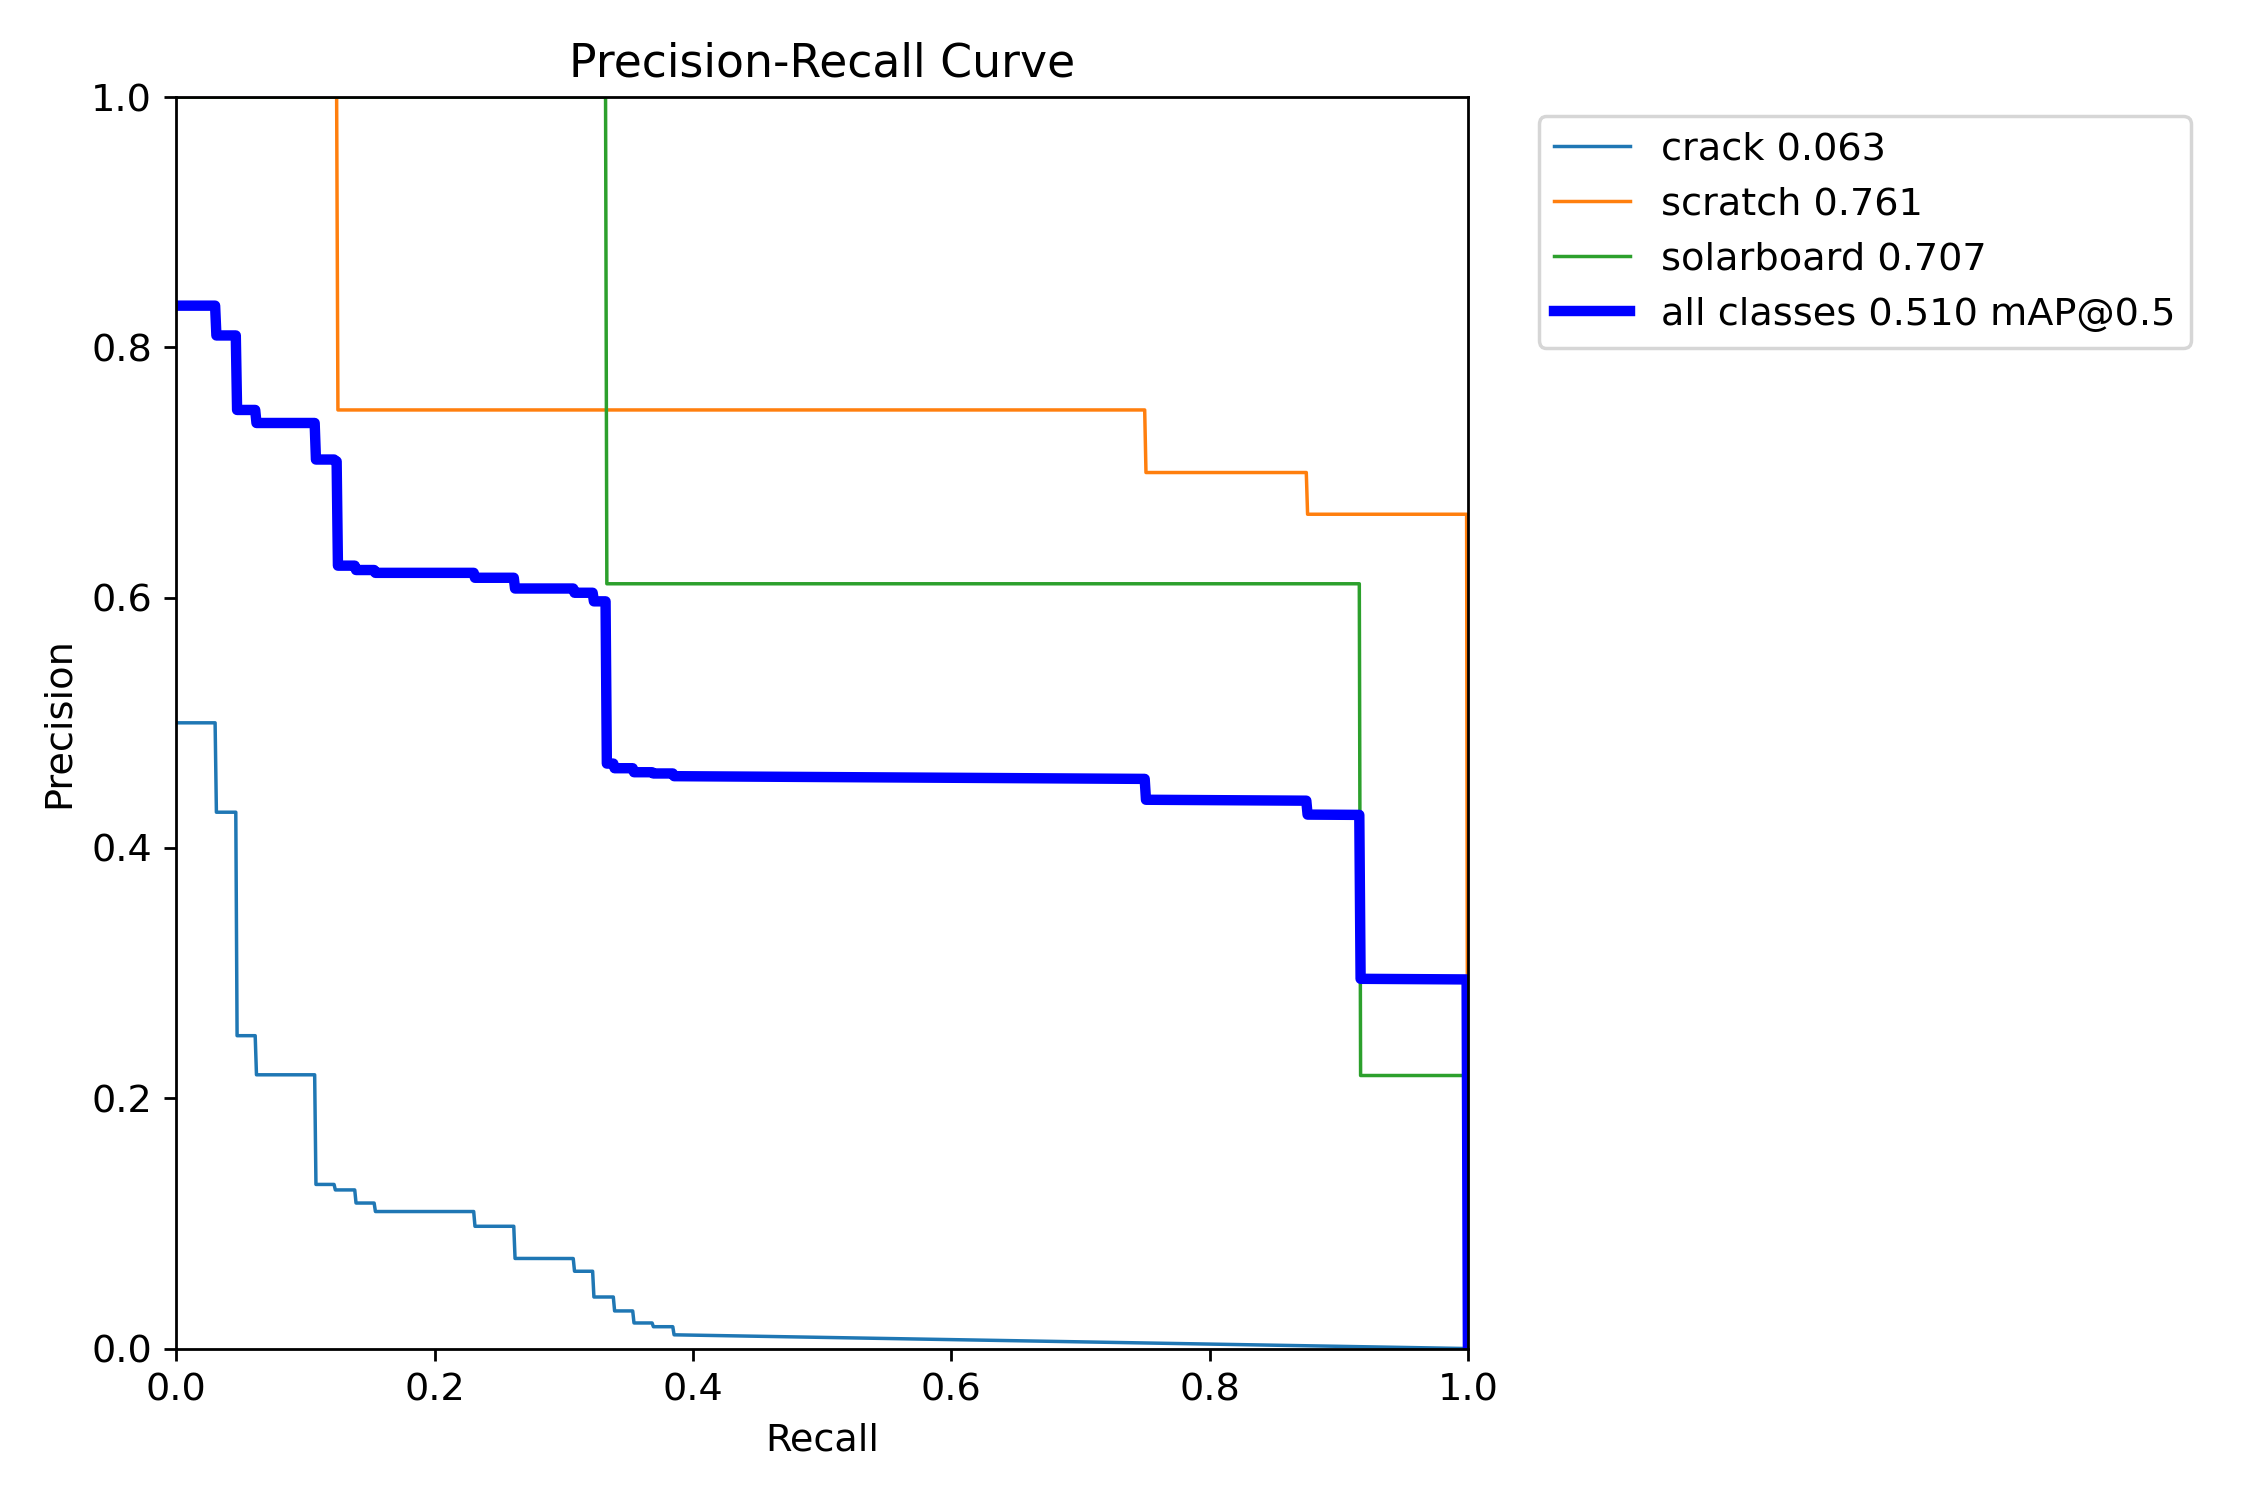 Precision-Recall Curve
crack 0.063
scratch 0.761
solarboard 0.707
all classes 0.510 mAP@0.5
Precision
1.0
0.8
0.6
0.4
0.2
0.0
0.0 0.2 0.4 0.6 0.8 1.0
Recall